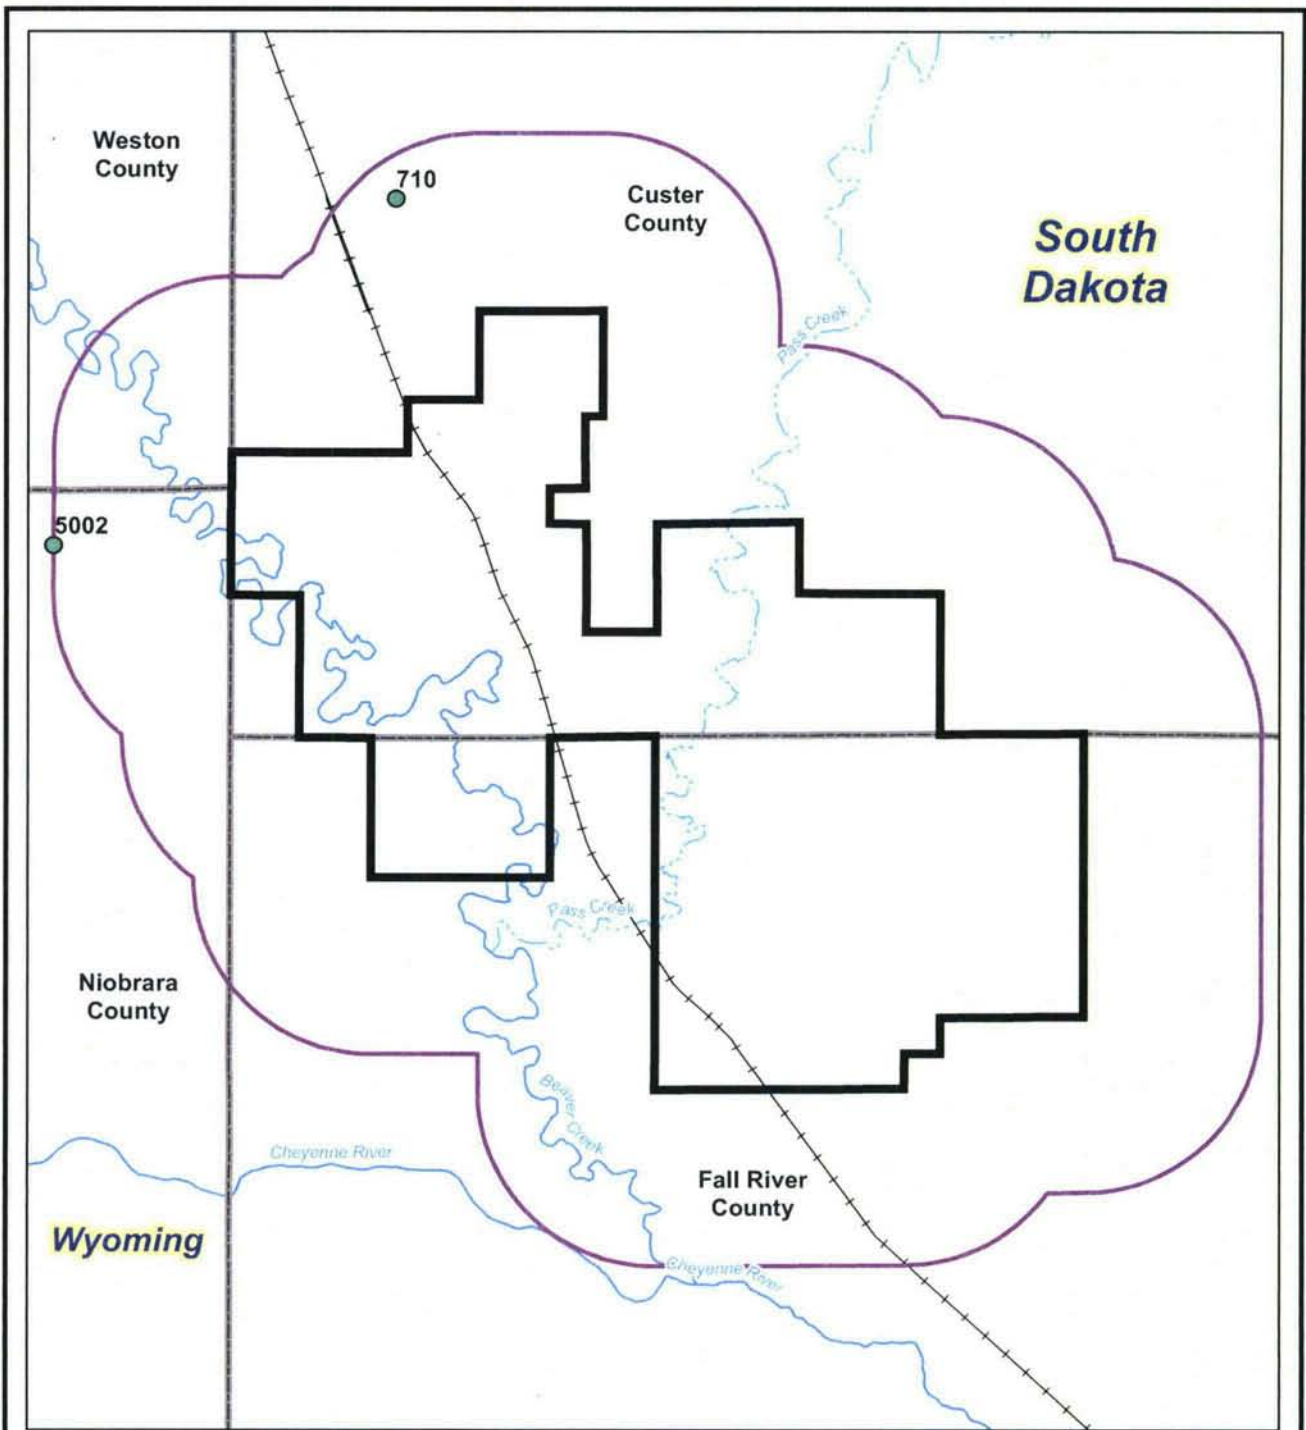 Weston
County
710
Custer
County
South
Dakota
Pass Creek
5002
Pass Creek
Niobrara
County
Beaver Creek
Cheyenne River
Fall River
County
Wyoming
Cheyenne River